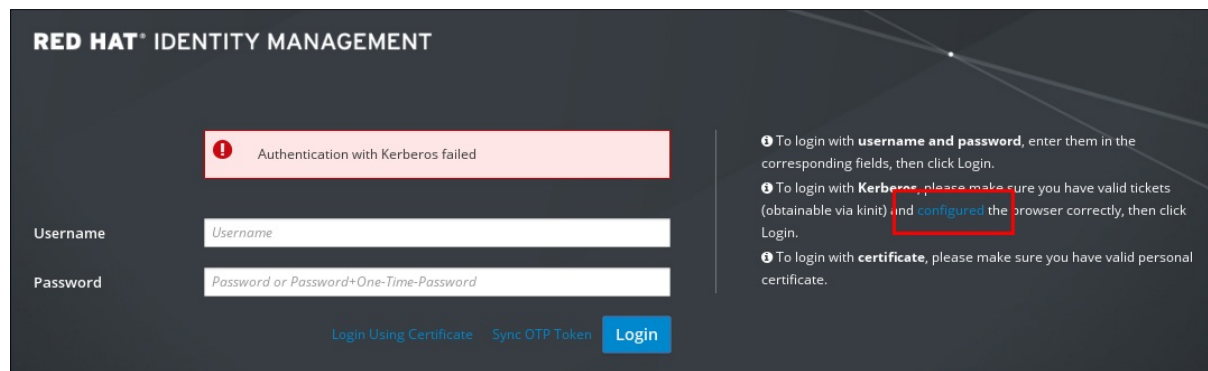 RED HAT® IDENTITY MANAGEMENT
Authentication with Kerberos failed
Username
Username
Password
Password or Password+One-Time-Password
Login Using Certificate
Sync OTP Token
Login
To login with username and password, enter them in the
corresponding fields, then click Login.
To login with Kerberos, please make sure you have valid tickets
(obtainable via kinit) and configured the browser correctly, then click
Login.
To login with certificate, please make sure you have valid personal
certificate.